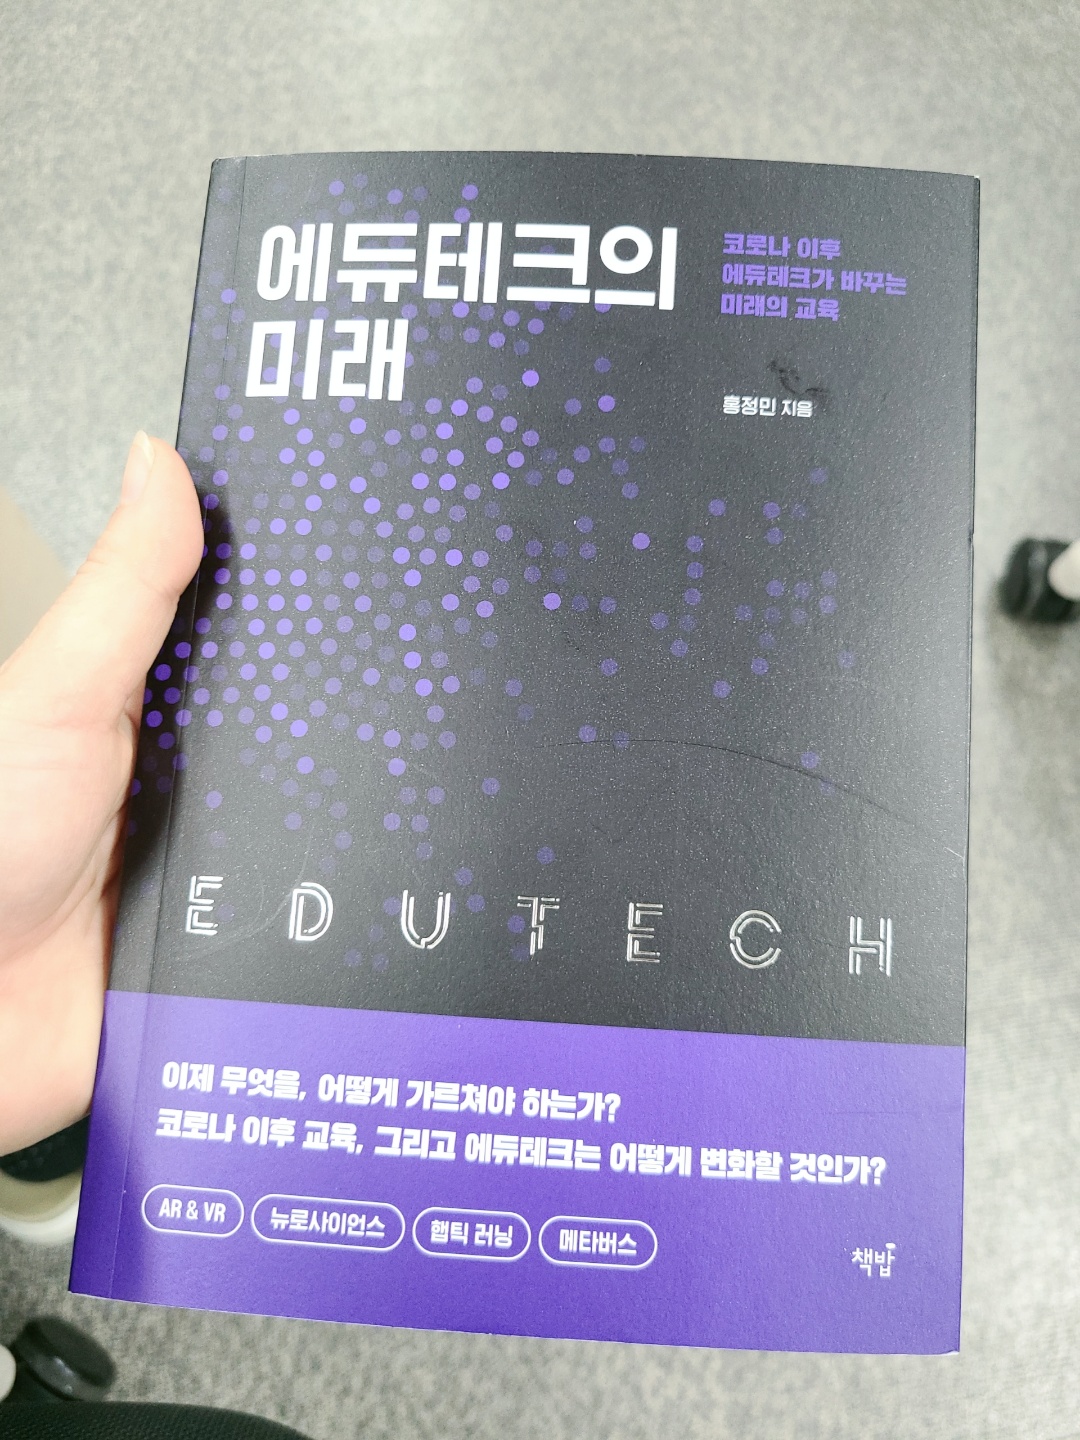 에듀테크의
미래
코로나 이후
에듀테크가 바꾸는
미래의 교육
홍정민 지음
EDUTECH
이제 무엇을, 어떻게 가르쳐야 하는가?
코로나 이후 교육, 그리고 에듀테크는 어떻게 변화할 것인가?
AR & VR 뉴로사이언스 햅틱 러닝 메타버스
책밥